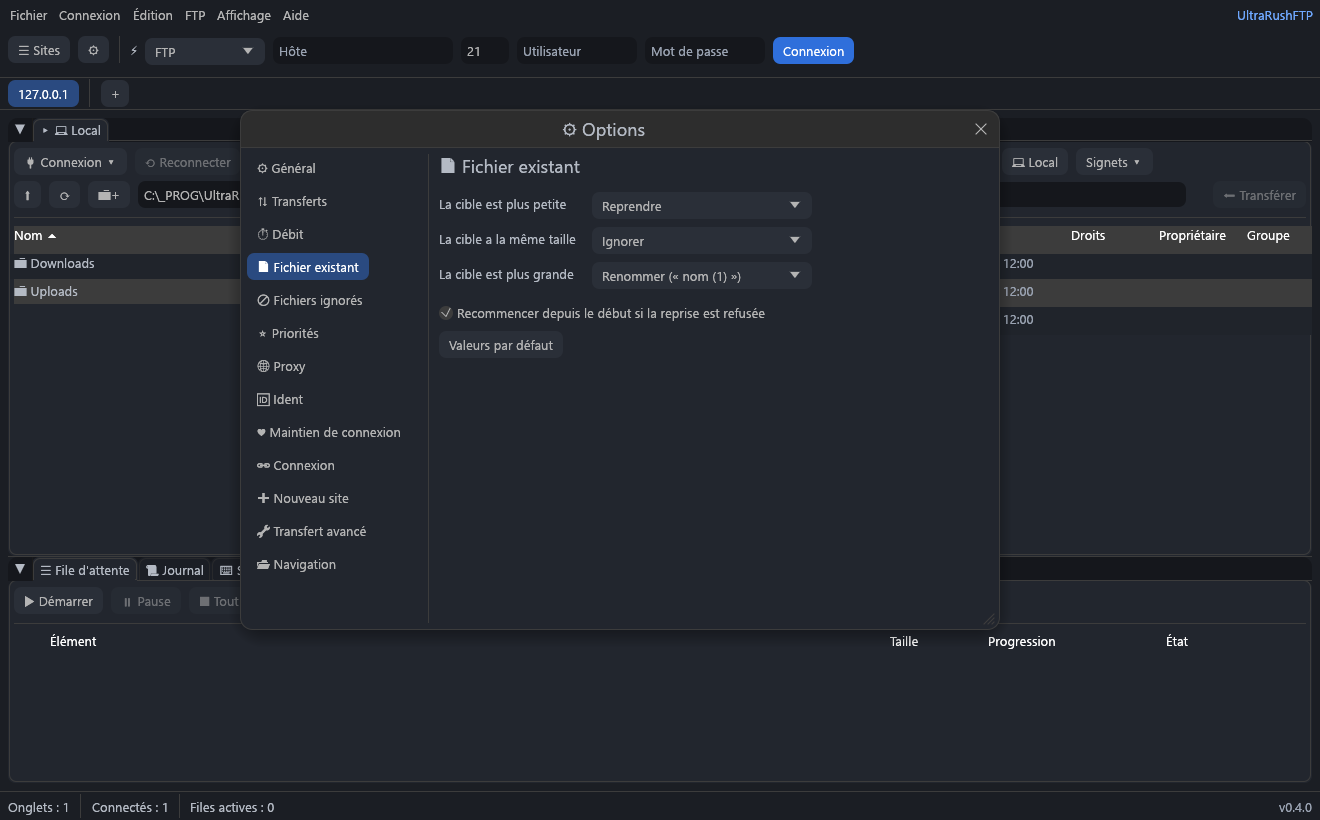 Fichier Connexion Édition FTP Affichage Aide UltraRushFTP
Sites FTP Hôte 21 Utilisateur Mot de passe Connexion
127.0.0.1 +
Local
Options
Connexion Reconnecter
Local Signets
C:\_PROG\UltraR
Transférer
Nom
Droits Propriétaire Groupe
Downloads
12:00
Uploads
12:00
12:00
Général
Transferts
Débit
Fichier existant
Fichiers ignorés
Priorités
Proxy
Ident
Maintien de connexion
Connexion
Nouveau site
Transfert avancé
Navigation
Fichier existant
La cible est plus petite Reprendre
La cible a la même taille Ignorer
La cible est plus grande Renommer (« nom (1) »)
Recommencer depuis le début si la reprise est refusée
Valeurs par défaut
File d'attente Journal
Démarrer Pause Tout
Élément Taille Progression État
Onglets : 1 Connectés : 1 Files actives : 0 v0.4.0